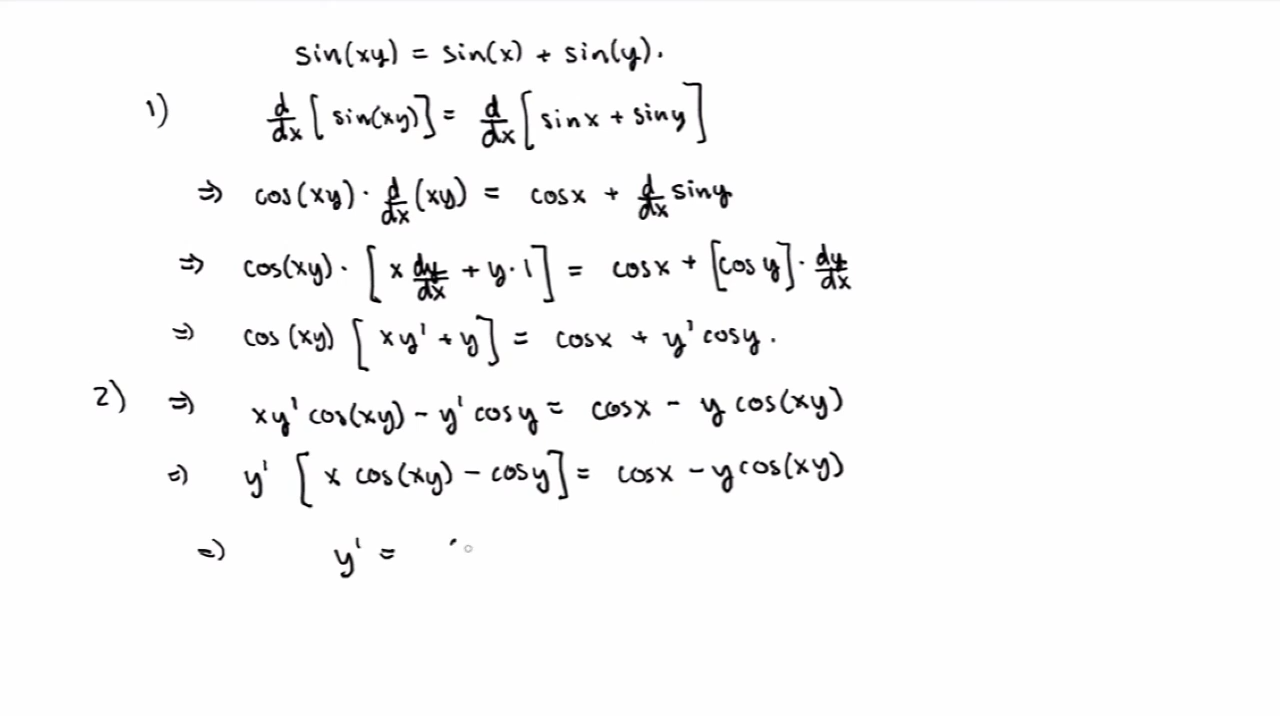 sin(xy) = sin(x) + sin(y).
1) d/dx [sin(xy)] = d/dx [sinx + siny]
⇒ cos(xy) · d/dx (xy) = cosx + d/dx siny
⇒ cos(xy) · [x dy/dx + y · 1] = cosx + [cos y] · dy/dx
⇒ cos(xy) [xy' + y] = cosx + y' cosy.
2) ⇒ xy' cos(xy) - y' cosy = cosx - y cos(xy)
⇒ y' [x cos(xy) - cosy] = cosx - y cos(xy)
⇒ y' =